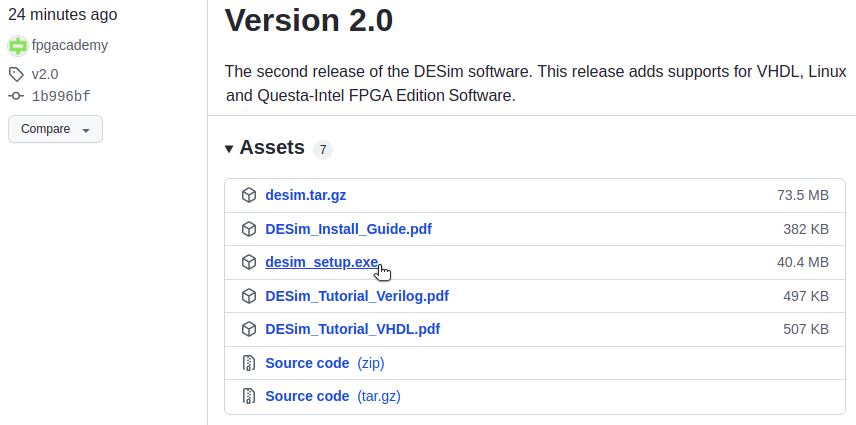 24 minutes ago
fpgacademy
v2.0
1b996bf
Compare
Version 2.0
The second release of the DESim software. This release adds supports for VHDL, Linux
and Questa-Intel FPGA Edition Software.
Assets 7
desim.tar.gz 73.5 MB
DESim_Install_Guide.pdf 382 KB
desim_setup.exe 40.4 MB
DESim_Tutorial_Verilog.pdf 497 KB
DESim_Tutorial_VHDL.pdf 507 KB
Source code (zip)
Source code (tar.gz)